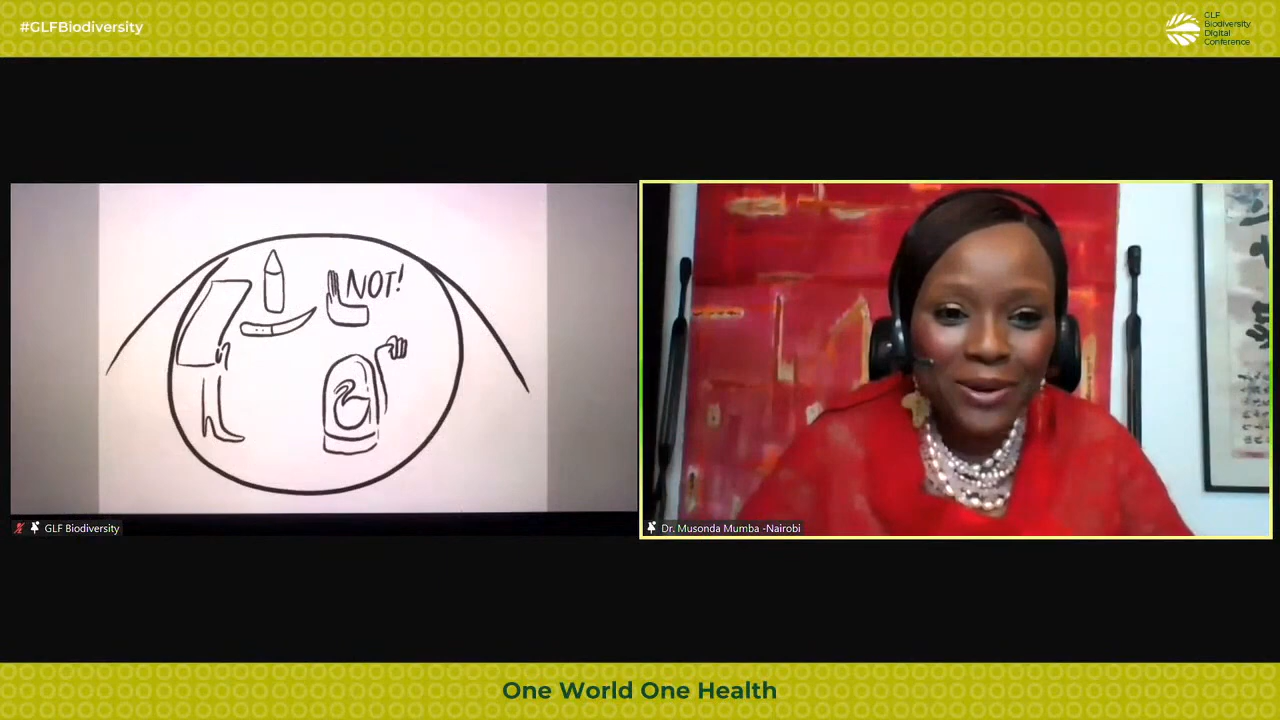 #GLFBiodiversity
GLF
Biodiversity
Digital
Conference
NOT!
GLF Biodiversity
Dr. Musonda Mumba -Nairobi
One World One Health